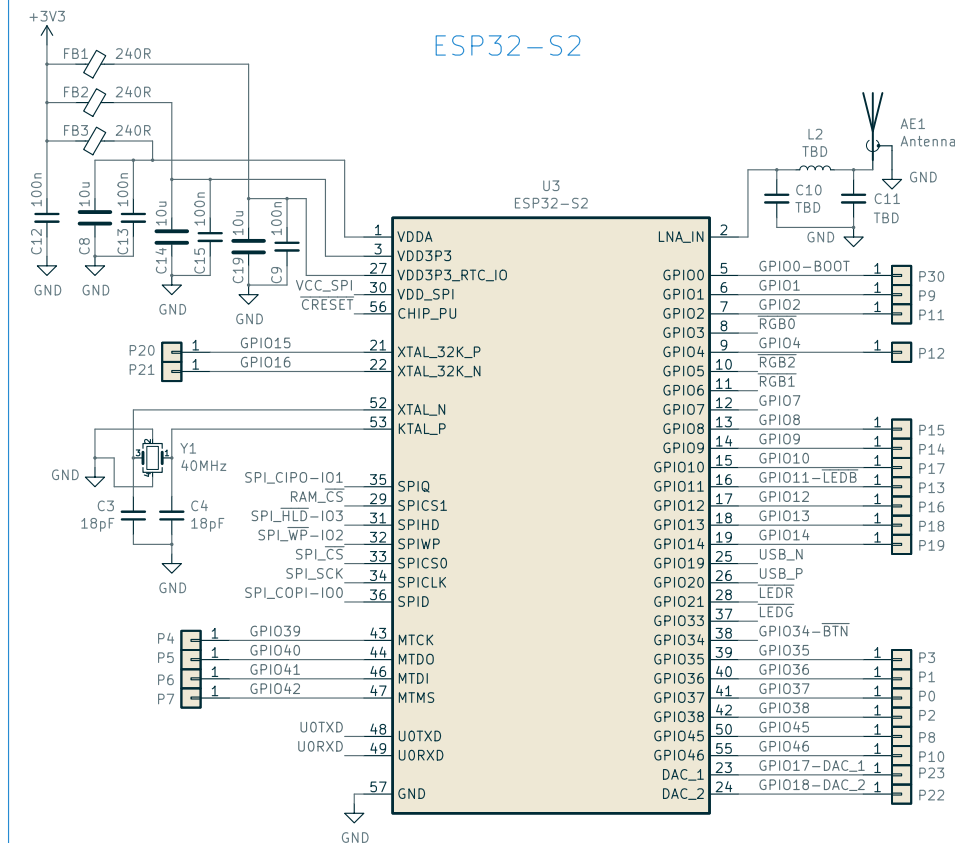 +3V3
ESP32-S2
FB1 240R
FB2 240R
FB3 240R
C12 100n
GND
C8 10u
C13 100n
GND
C14 10u
C15 100n
GND
C19 10u
C9 100n
GND
AE1
Antenna
GND
L2
TBD
C10
TBD
C11
TBD
GND
U3
ESP32-S2
1 VDDA
3 VDD3P3
27 VDD3P3_RTC_IO
VCC_SPI 30 VDD_SPI
CRESET 56 CHIP_PU
P20 1 GPIO15 21 XTAL_32K_P
P21 1 GPIO16 22 XTAL_32K_N
52 XTAL_N
53 KTAL_P
GND
3 2 1 4
Y1
40MHz
C3
18pF
C4
18pF
GND
SPI_CIPO-IO1 35 SPIQ
RAM_CS 29 SPICS1
SPI_HLD-IO3 31 SPIHD
SPI_WP-IO2 32 SPIWP
SPI_CS 33 SPICS0
SPI_SCK 34 SPICLK
SPI_COPI-IO0 36 SPID
P4 1 GPIO39 43 MTCK
P5 1 GPIO40 44 MTDO
P6 1 GPIO41 46 MTDI
P7 1 GPIO42 47 MTMS
U0TXD 48 U0TXD
U0RXD 49 U0RXD
57 GND
GND
LNA_IN 2
GPIO0 5 GPIO0-BOOT 1 P30
GPIO1 6 GPIO1 1 P9
GPIO2 7 GPIO2 1 P11
GPIO3 8 RGB0
GPIO4 9 GPIO4 1 P12
GPIO5 10 RGB2
GPIO6 11 RGB1
GPIO7 12 GPIO7
GPIO8 13 GPIO8 1 P15
GPIO9 14 GPIO9 1 P14
GPIO10 15 GPIO10 1 P17
GPIO11 16 GPIO11-LEDB 1 P13
GPIO12 17 GPIO12 1 P16
GPIO13 18 GPIO13 1 P18
GPIO14 19 GPIO14 1 P19
GPIO19 25 USB_N
GPIO20 26 USB_P
GPIO21 28 LEDR
GPIO33 37 LEDG
GPIO34 38 GPIO34-BTN
GPIO35 39 GPIO35 1 P3
GPIO36 40 GPIO36 1 P1
GPIO37 41 GPIO37 1 P0
GPIO38 42 GPIO38 1 P2
GPIO45 50 GPIO45 1 P8
GPIO46 55 GPIO46 1 P10
DAC_1 23 GPIO17-DAC_1 1 P23
DAC_2 24 GPIO18-DAC_2 1 P22